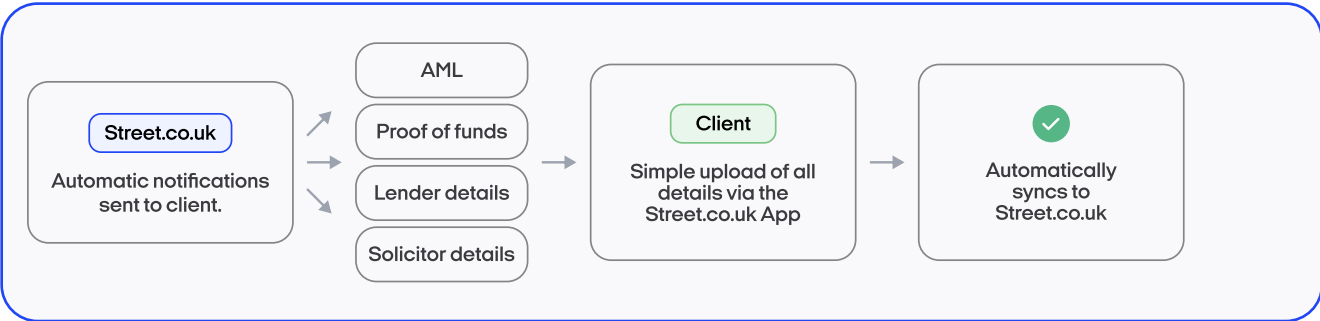 Street.co.uk
Automatic notifications
sent to client.
AML
Proof of funds
Lender details
Solicitor details
Client
Simple upload of all
details via the
Street.co.uk App
Automatically
syncs to
Street.co.uk